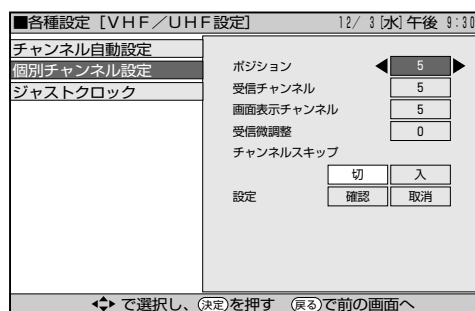 ■各種設定［VHF／UHF設定］ 12/ 3[水]午後 9:30
チャンネル自動設定
個別チャンネル設定
ジャストクロック
ポジション 5
受信チャンネル 5
画面表示チャンネル 5
受信微調整 0
チャンネルスキップ
切 入
設定 確認 取消
で選択し、決定を押す 戻るで前の画面へ